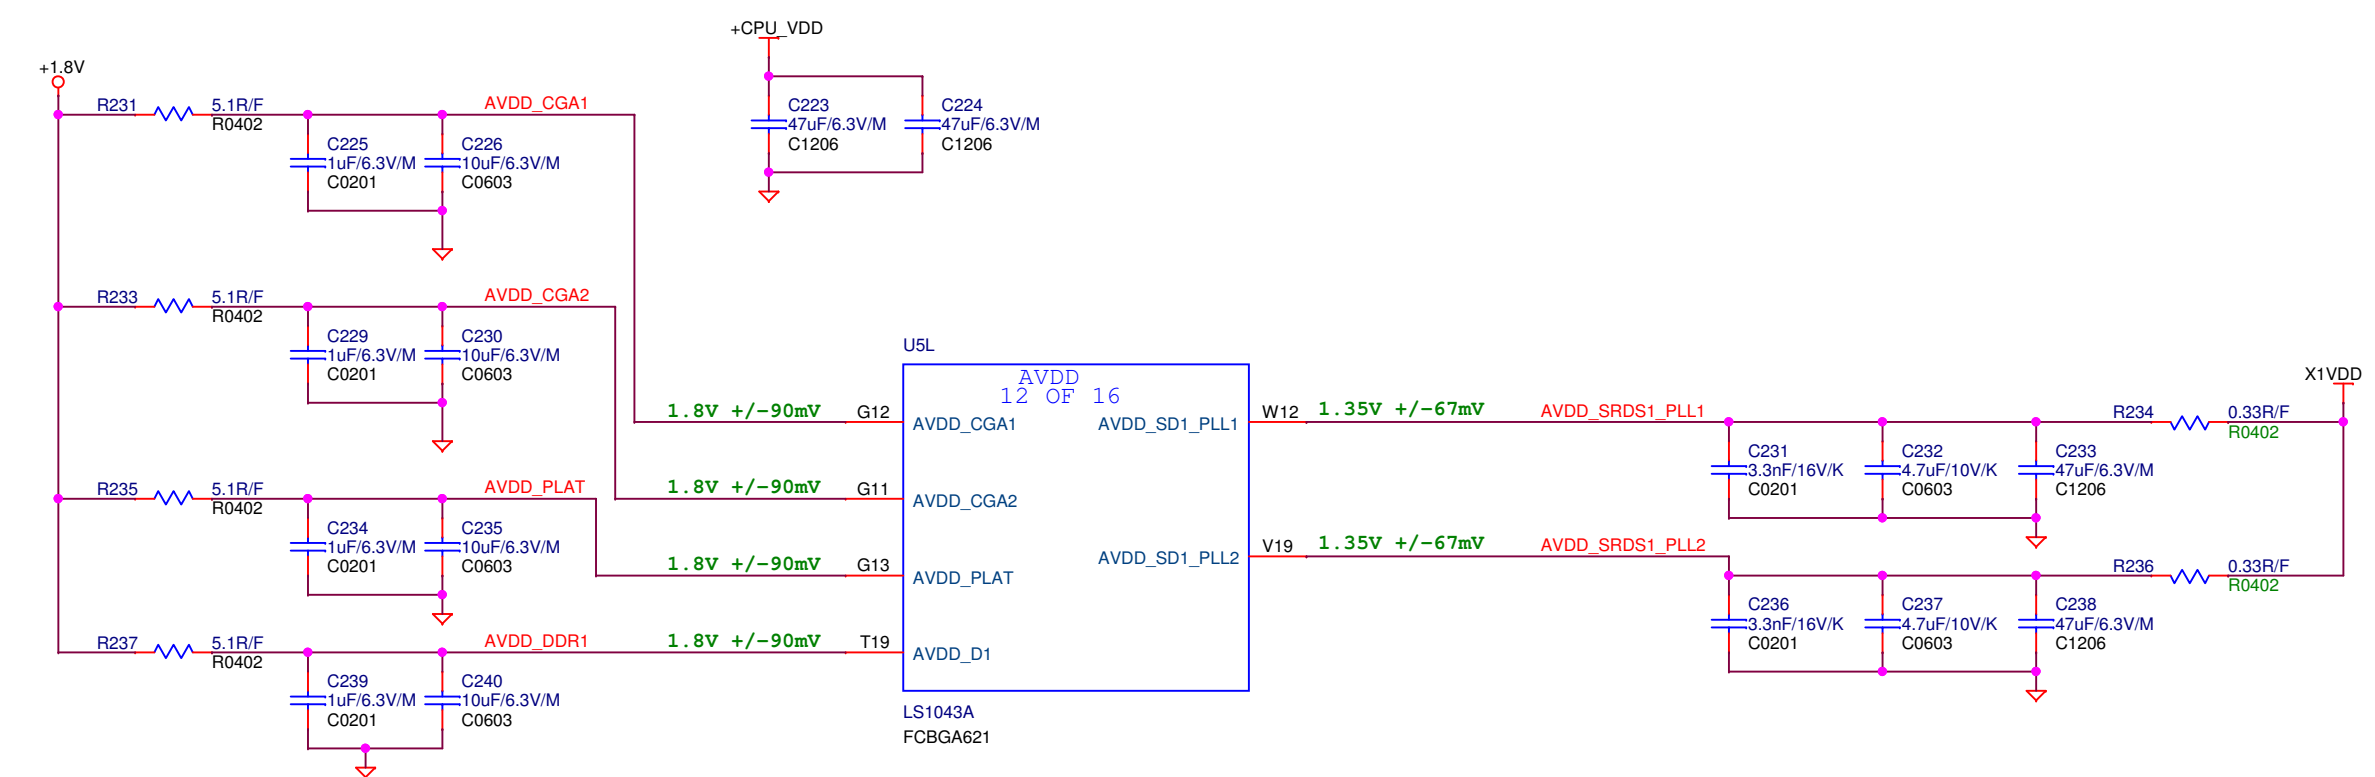 +CPU_VDD
+1.8V
C223
47uF/6.3V/M
C1206
C224
47uF/6.3V/M
C1206
R231
5.1R/F
R0402
AVDD_CGA1
C225
1uF/6.3V/M
C0201
C226
10uF/6.3V/M
C0603
R233
5.1R/F
R0402
AVDD_CGA2
C229
1uF/6.3V/M
C0201
C230
10uF/6.3V/M
C0603
R235
5.1R/F
R0402
AVDD_PLAT
C234
1uF/6.3V/M
C0201
C235
10uF/6.3V/M
C0603
R237
5.1R/F
R0402
AVDD_DDR1
C239
1uF/6.3V/M
C0201
C240
10uF/6.3V/M
C0603
1.8V +/-90mV
G12
1.8V +/-90mV
G11
1.8V +/-90mV
G13
1.8V +/-90mV
T19
U5L
AVDD
12 OF 16
AVDD_CGA1
AVDD_CGA2
AVDD_PLAT
AVDD_D1
AVDD_SD1_PLL1
AVDD_SD1_PLL2
LS1043A
FCBGA621
W12
1.35V +/-67mV
AVDD_SRDS1_PLL1
V19
1.35V +/-67mV
AVDD_SRDS1_PLL2
X1VDD
R234
0.33R/F
R0402
C231
3.3nF/16V/K
C0201
C232
4.7uF/10V/K
C0603
C233
47uF/6.3V/M
C1206
R236
0.33R/F
R0402
C236
3.3nF/16V/K
C0201
C237
4.7uF/10V/K
C0603
C238
47uF/6.3V/M
C1206